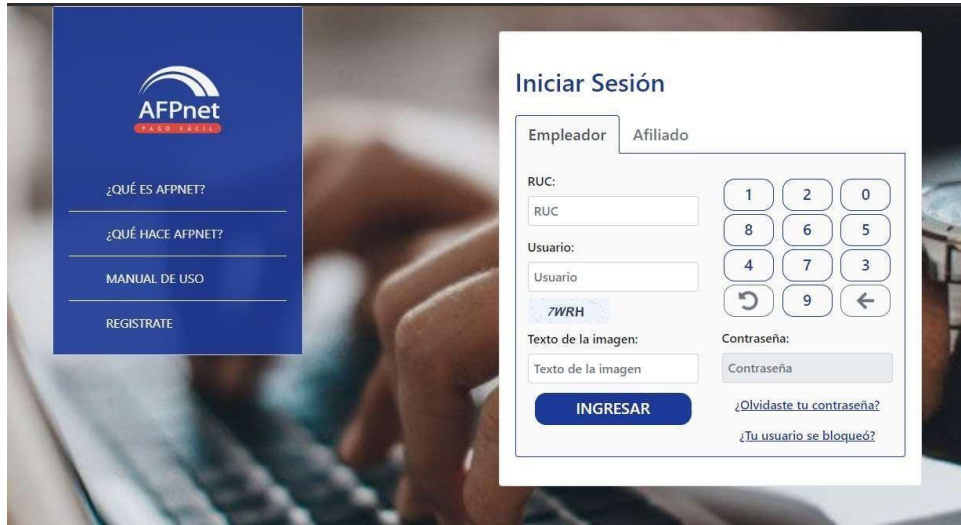 AFPnet
PAGO FÁCIL
¿QUÉ ES AFPNET?
¿QUÉ HACE AFPNET?
MANUAL DE USO
REGISTRATE
Iniciar Sesión
Empleador
Afiliado
RUC:
RUC
Usuario:
Usuario
7WRH
Texto de la imagen:
Texto de la imagen
INGRESAR
1 2 0
8 6 5
4 7 3
9
Contraseña:
Contraseña
¿Olvidaste tu contraseña?
¿Tu usuario se bloqueó?